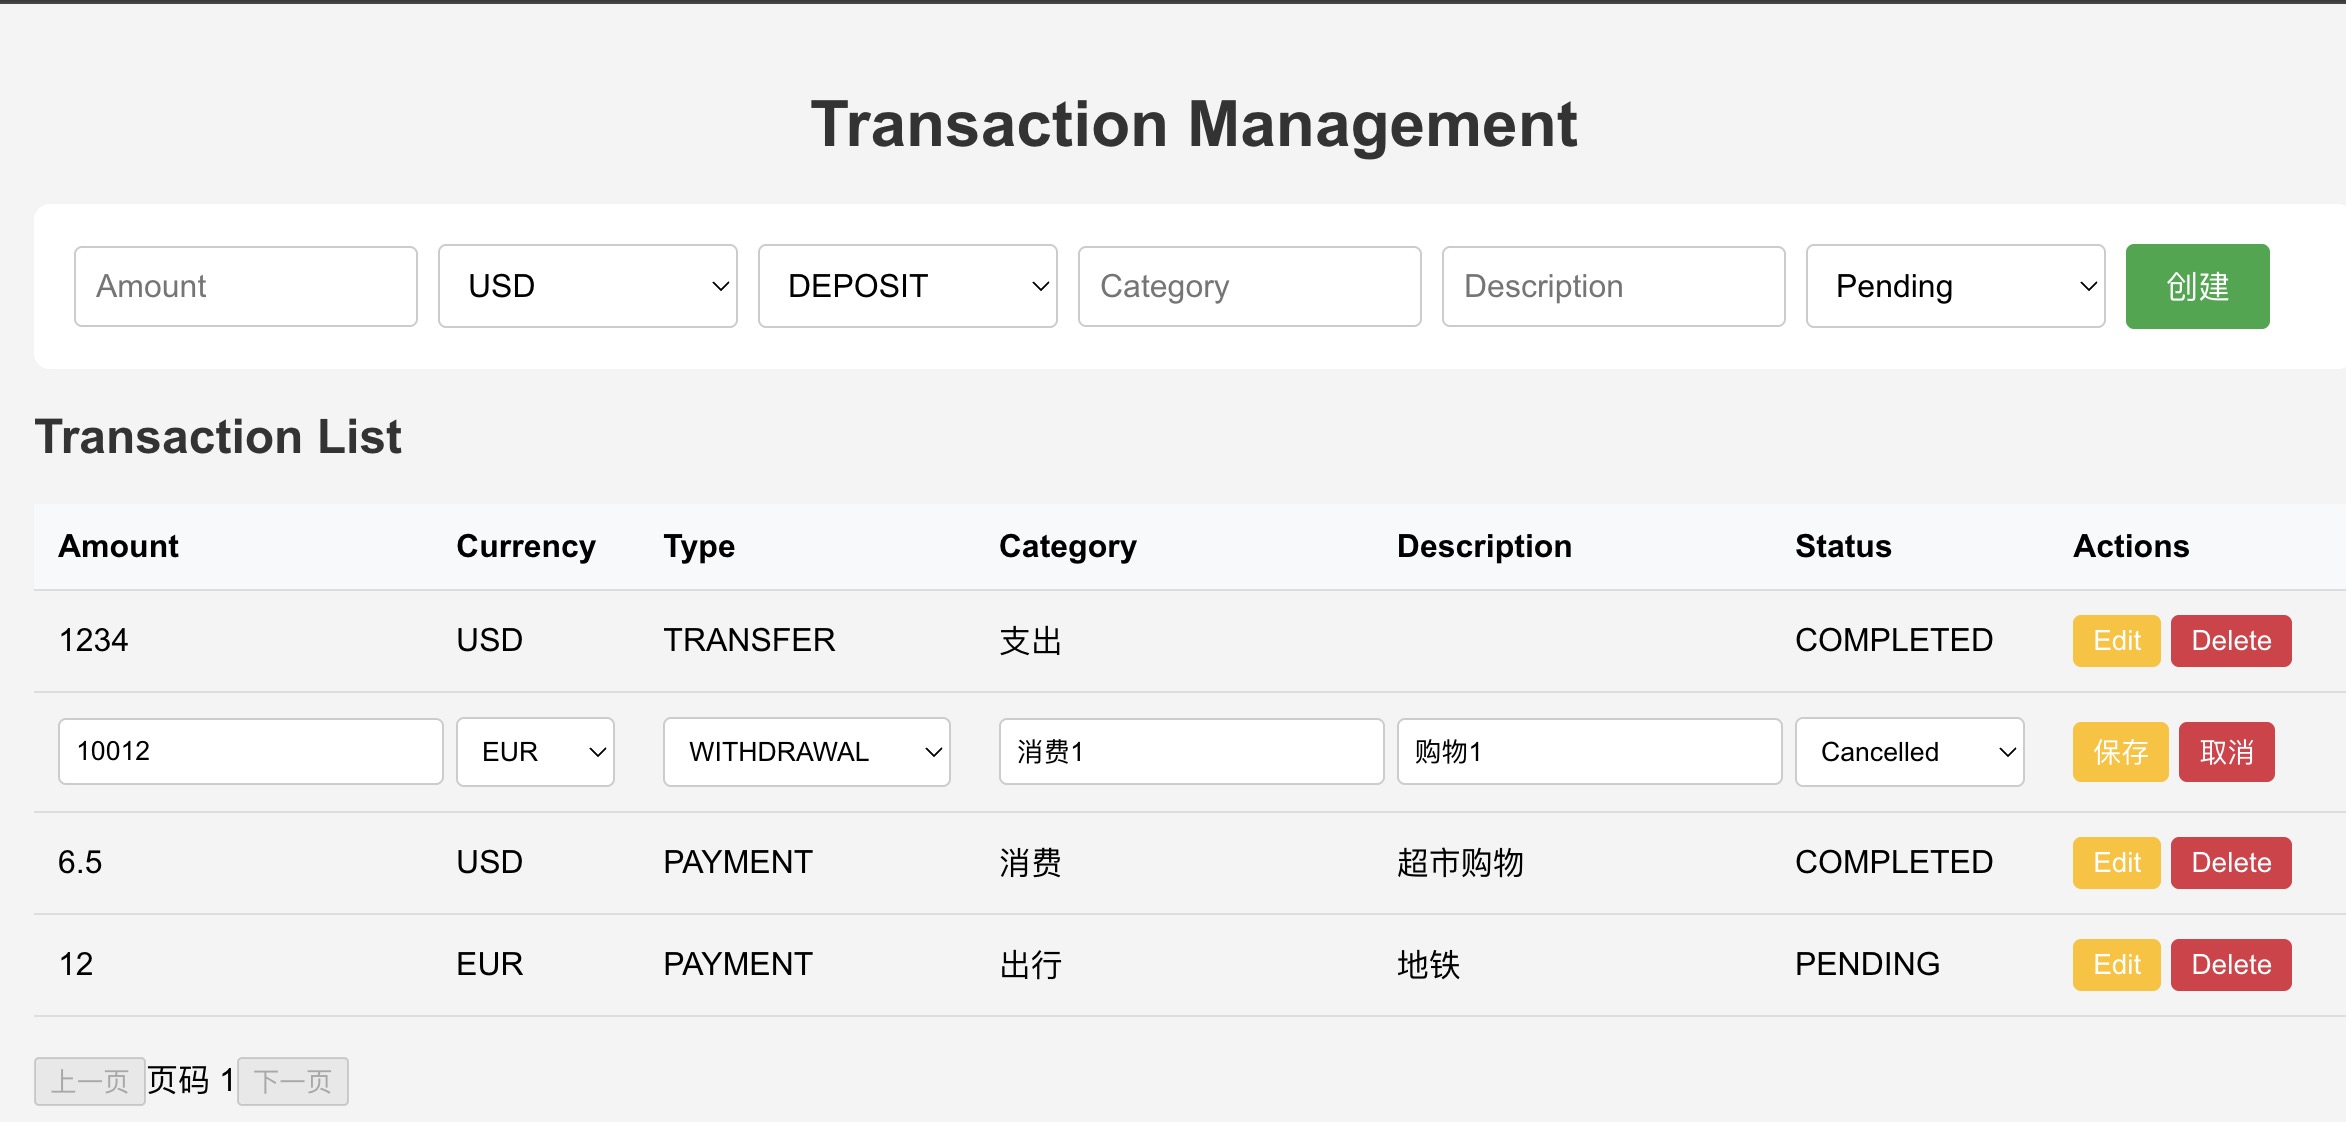 Transaction Management
Amount USD DEPOSIT Category Description Pending 创建
Transaction List
Amount Currency Type Category Description Status Actions
1234 USD TRANSFER 支出 COMPLETED Edit Delete
10012 EUR WITHDRAWAL 消费1 购物1 Cancelled 保存 取消
6.5 USD PAYMENT 消费 超市购物 COMPLETED Edit Delete
12 EUR PAYMENT 出行 地铁 PENDING Edit Delete
上一页 页码 1 下一页